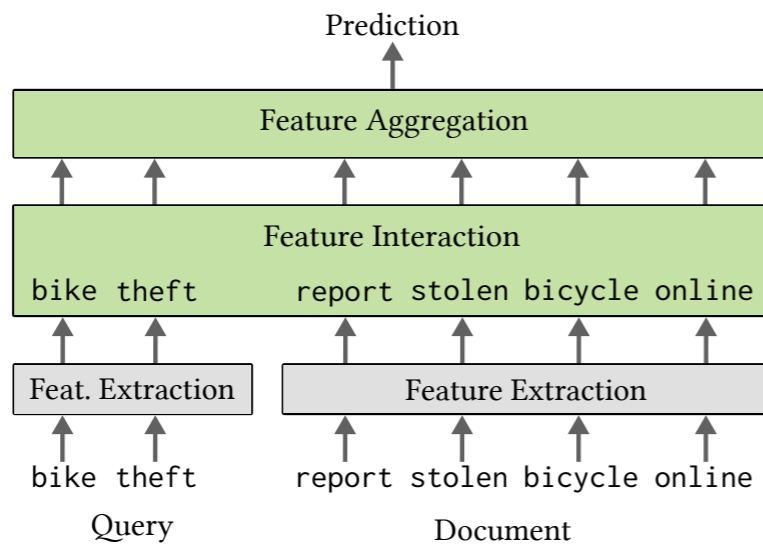 Prediction
Feature Aggregation
Feature Interaction
bike theft report stolen bicycle online
Feat. Extraction Feature Extraction
bike theft report stolen bicycle online
Query Document